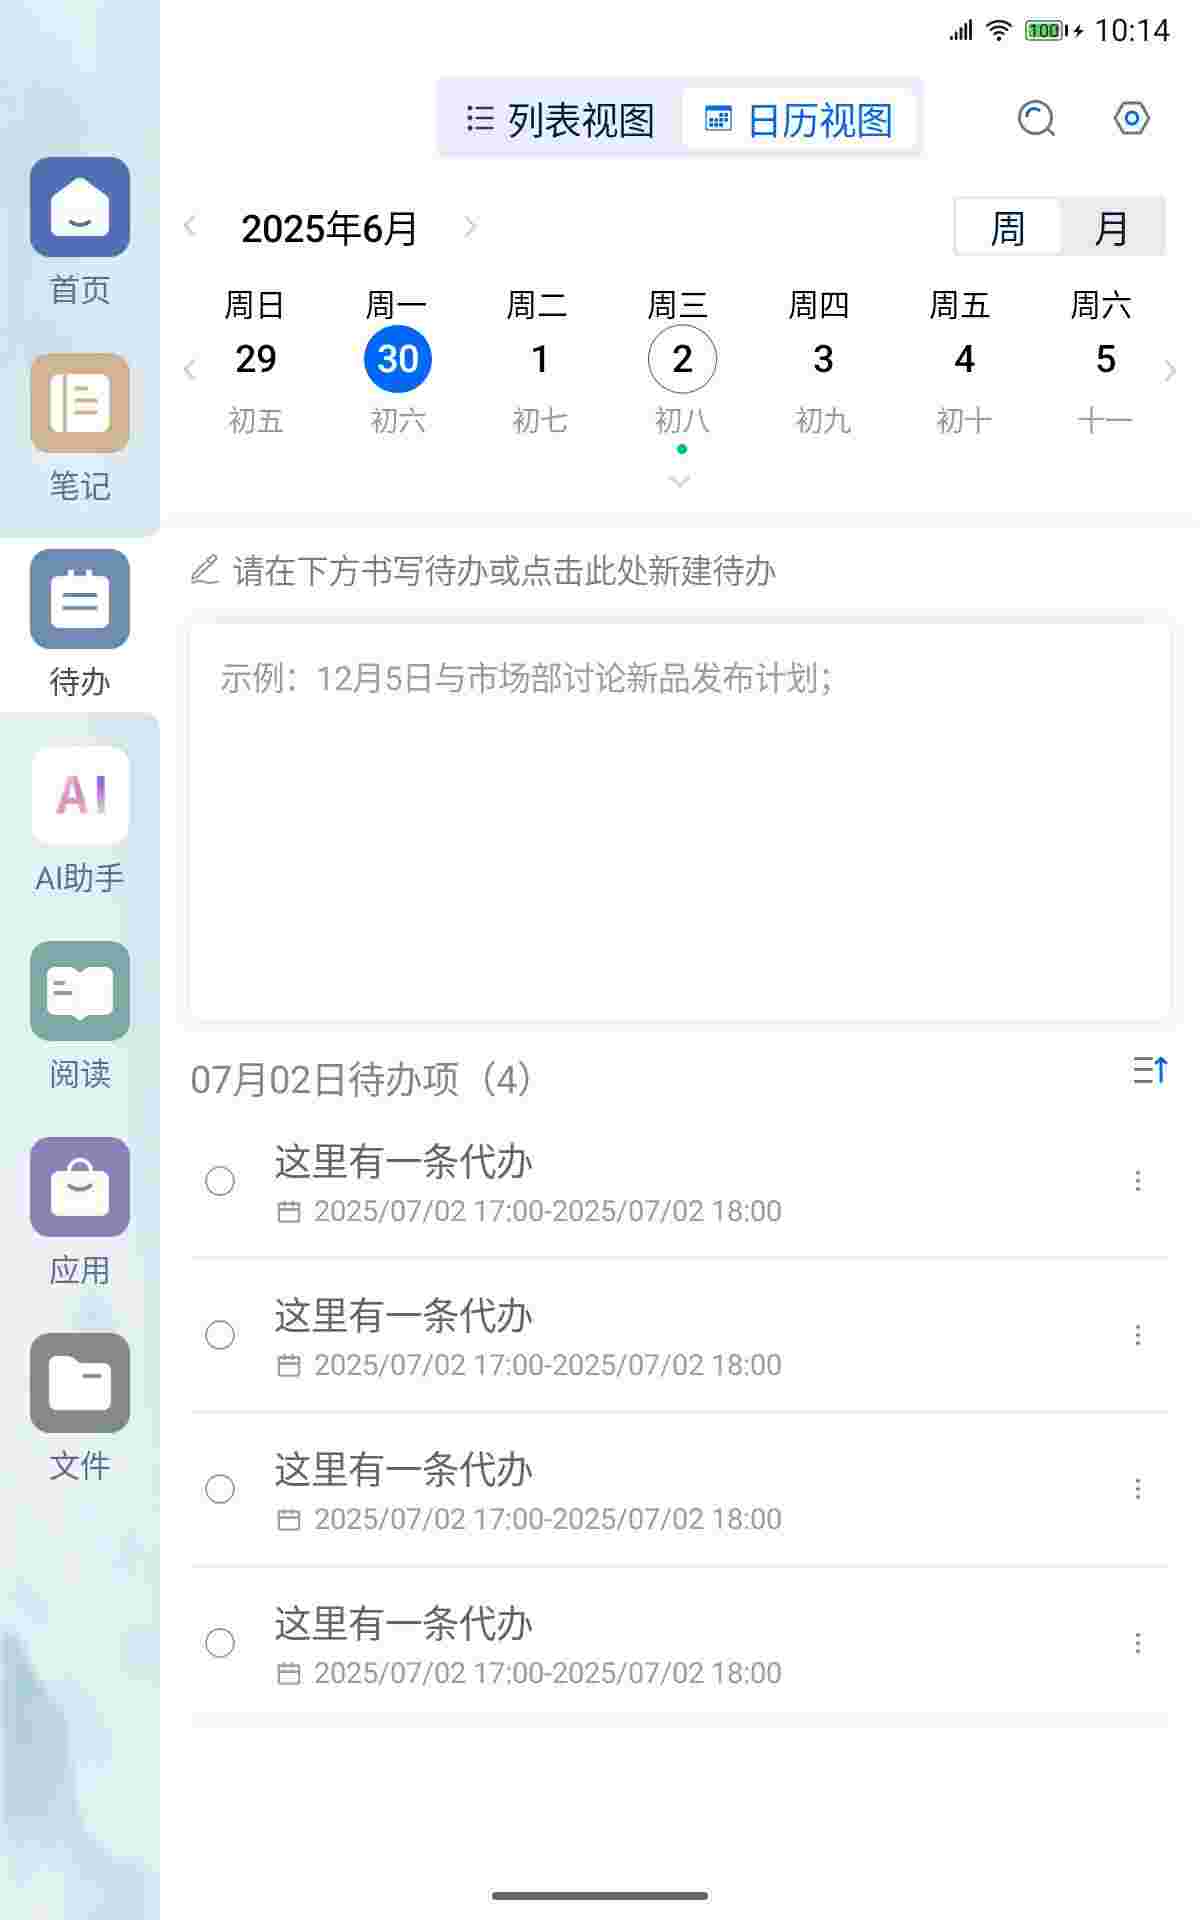 100 10:14
列表视图 日历视图
2025年6月 周 月
周日 周一 周二 周三 周四 周五 周六
29 30 1 2 3 4 5
初五 初六 初七 初八 初九 初十 十一
请在下方书写待办或点击此处新建待办
示例：12月5日与市场部讨论新品发布计划；
07月02日待办项（4）
这里有一条代办
2025/07/02 17:00-2025/07/02 18:00
这里有一条代办
2025/07/02 17:00-2025/07/02 18:00
这里有一条代办
2025/07/02 17:00-2025/07/02 18:00
这里有一条代办
2025/07/02 17:00-2025/07/02 18:00
首页
笔记
待办
AI
AI助手
阅读
应用
文件